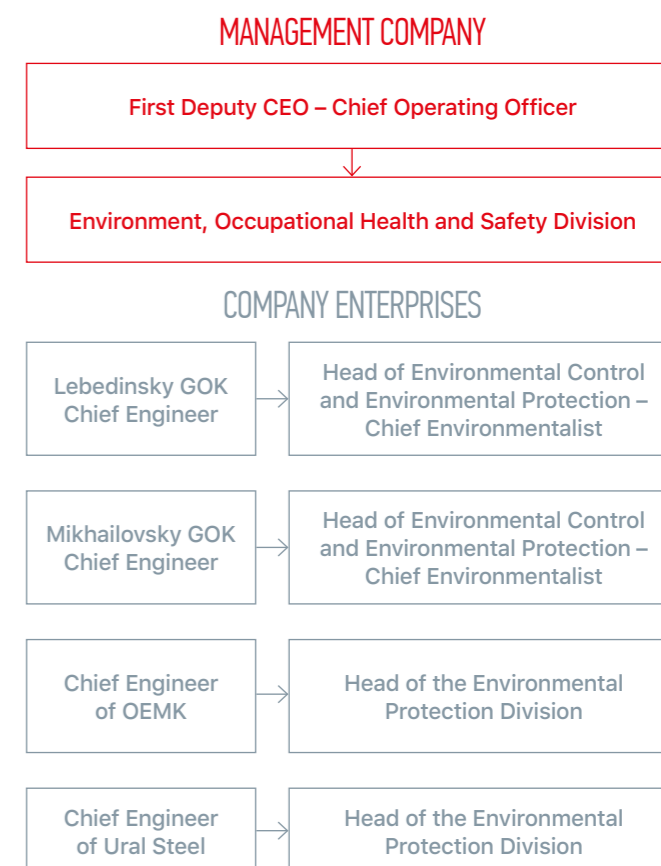 MANAGEMENT COMPANY
First Deputy CEO – Chief Operating Officer
Environment, Occupational Health and Safety Division
COMPANY ENTERPRISES
Lebedinsky GOK
Chief Engineer
Head of Environmental Control
and Environmental Protection –
Chief Environmentalist
Mikhailovsky GOK
Chief Engineer
Head of Environmental Control
and Environmental Protection –
Chief Environmentalist
Chief Engineer
of OEMK
Head of the Environmental
Protection Division
Chief Engineer
of Ural Steel
Head of the Environmental
Protection Division